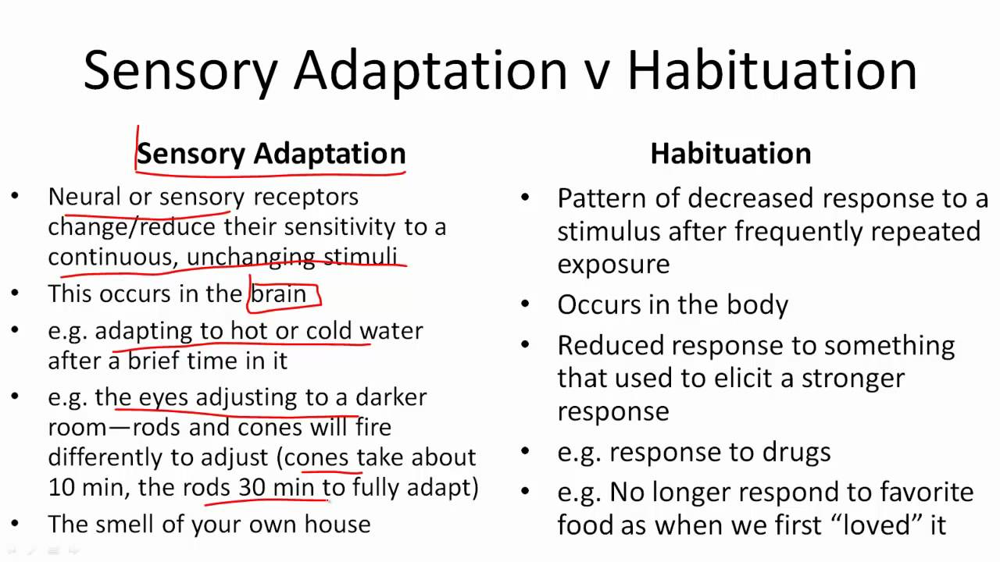 Sensory Adaptation v Habituation
Sensory Adaptation
• Neural or sensory receptors
change/reduce their sensitivity to a
continuous, unchanging stimuli
• This occurs in the brain
• e.g. adapting to hot or cold water
after a brief time in it
• e.g. the eyes adjusting to a darker
room—rods and cones will fire
differently to adjust (cones take about
10 min, the rods 30 min to fully adapt)
• The smell of your own house
Habituation
• Pattern of decreased response to a
stimulus after frequently repeated
exposure
• Occurs in the body
• Reduced response to something
that used to elicit a stronger
response
• e.g. response to drugs
• e.g. No longer respond to favorite
food as when we first “loved” it